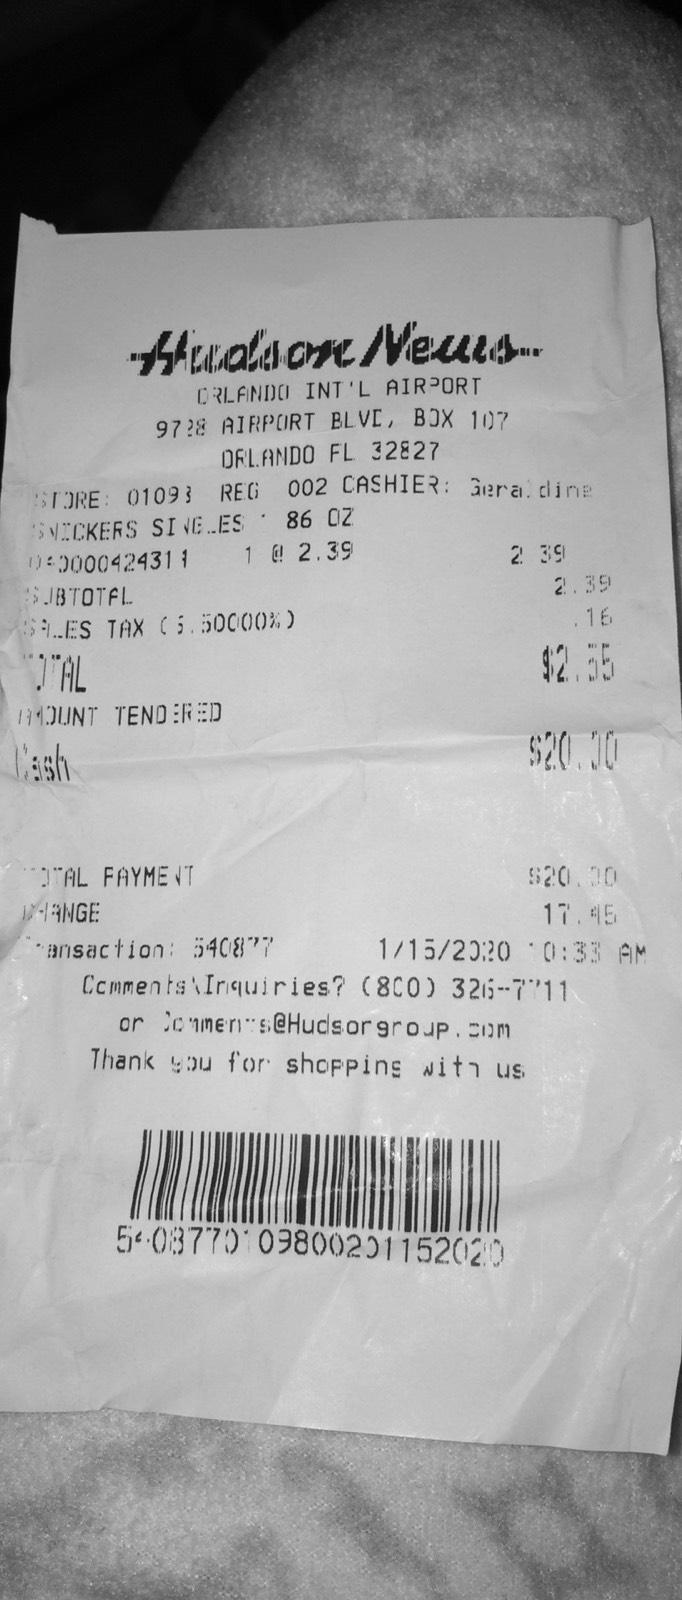 Hudson News
ORLANDO INT'L AIRPORT
9728 AIRPORT BLVD, BOX 107
ORLANDO FL 32827
STORE: 01098 REG 002 CASHIER: Geraldine
SNICKERS SINGLES 1.86 OZ
1 @ 2.39 2.39
SUBTOTAL 2.39
SALES TAX (6.50000%) .16
TOTAL $2.55
AMOUNT TENDERED
Cash $20.00
TOTAL PAYMENT $20.00
CHANGE 17.45
Transaction: 540877 1/15/2020 10:33 AM
Comments\Inquiries? (800) 326-7711
or Comments@Hudsongroup.com
Thank you for shopping with us
5408770109800201152020